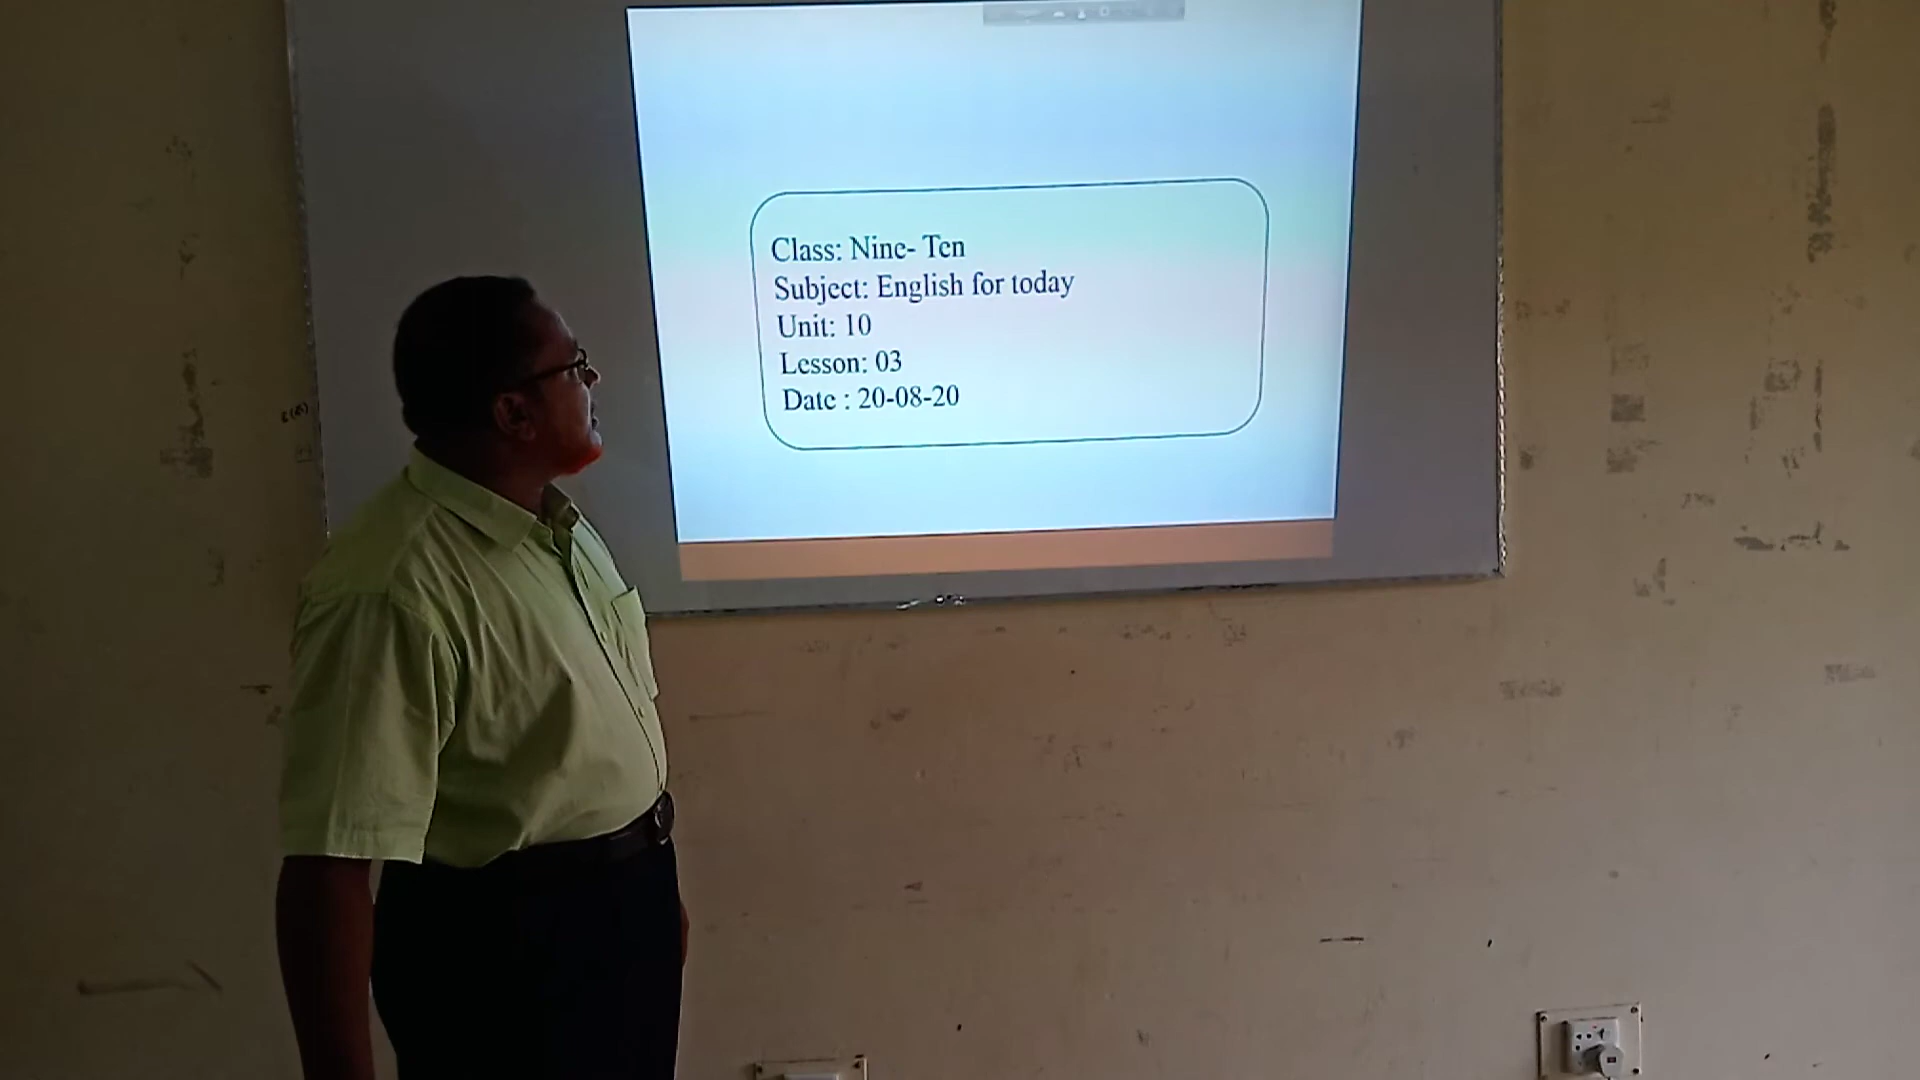 Class: Nine- Ten
Subject: English for today
Unit: 10
Lesson: 03
Date : 20-08-20